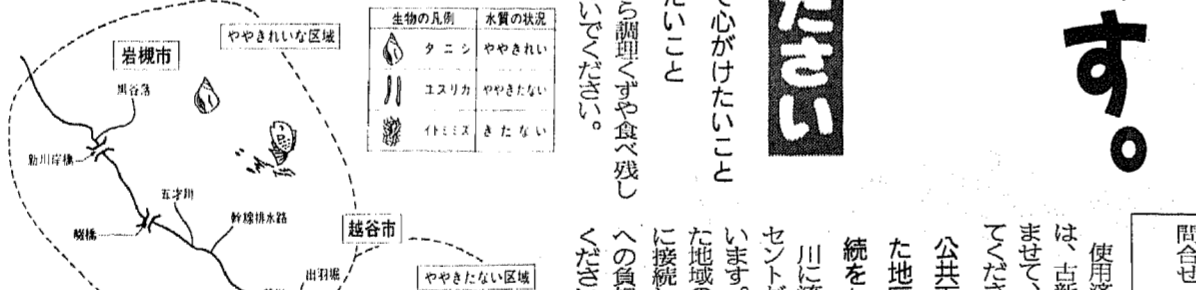 す。
ださい
で心がけたいこと
たいこと
ら調理くずや食べ残し
いでください。
問合せ
使用済
は、古新
ませて、
てくださ
公共下
た地区
続を
川に流
セント
います。
た地域の
に接続し
への負担
ください
生物の凡例 水質の状況
タニシ ややきれい
ユスリカ ややきたない
イトミミズ きたない
ややきれいな区域
岩槻市
新川岸橋
五才川
幹線排水路
越谷市
出羽堀
ややきたない区域